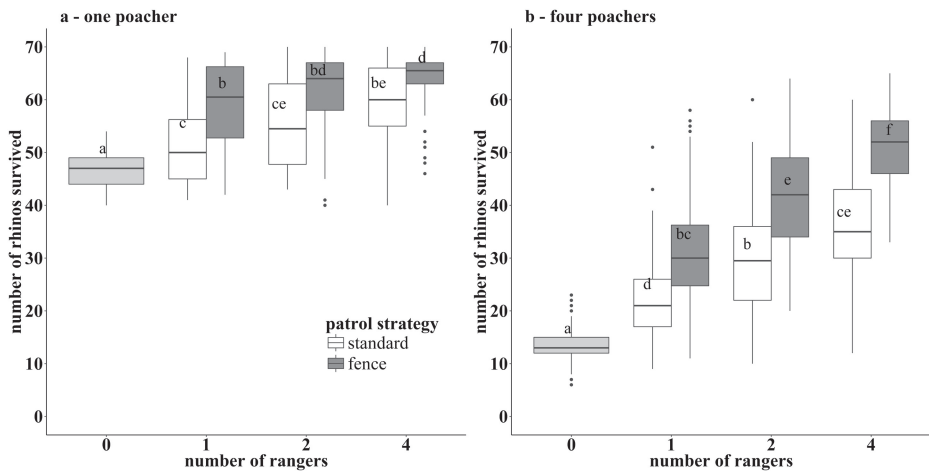 a - one poacher
number of rhinos survived
70
60
50
40
30
20
10
0
a
c
b
ce
bd
be
d
patrol strategy
standard
fence
0 1 2 4
number of rangers
b - four poachers
number of rhinos survived
70
60
50
40
30
20
10
0
a
d
bc
b
e
ce
f
0 1 2 4
number of rangers